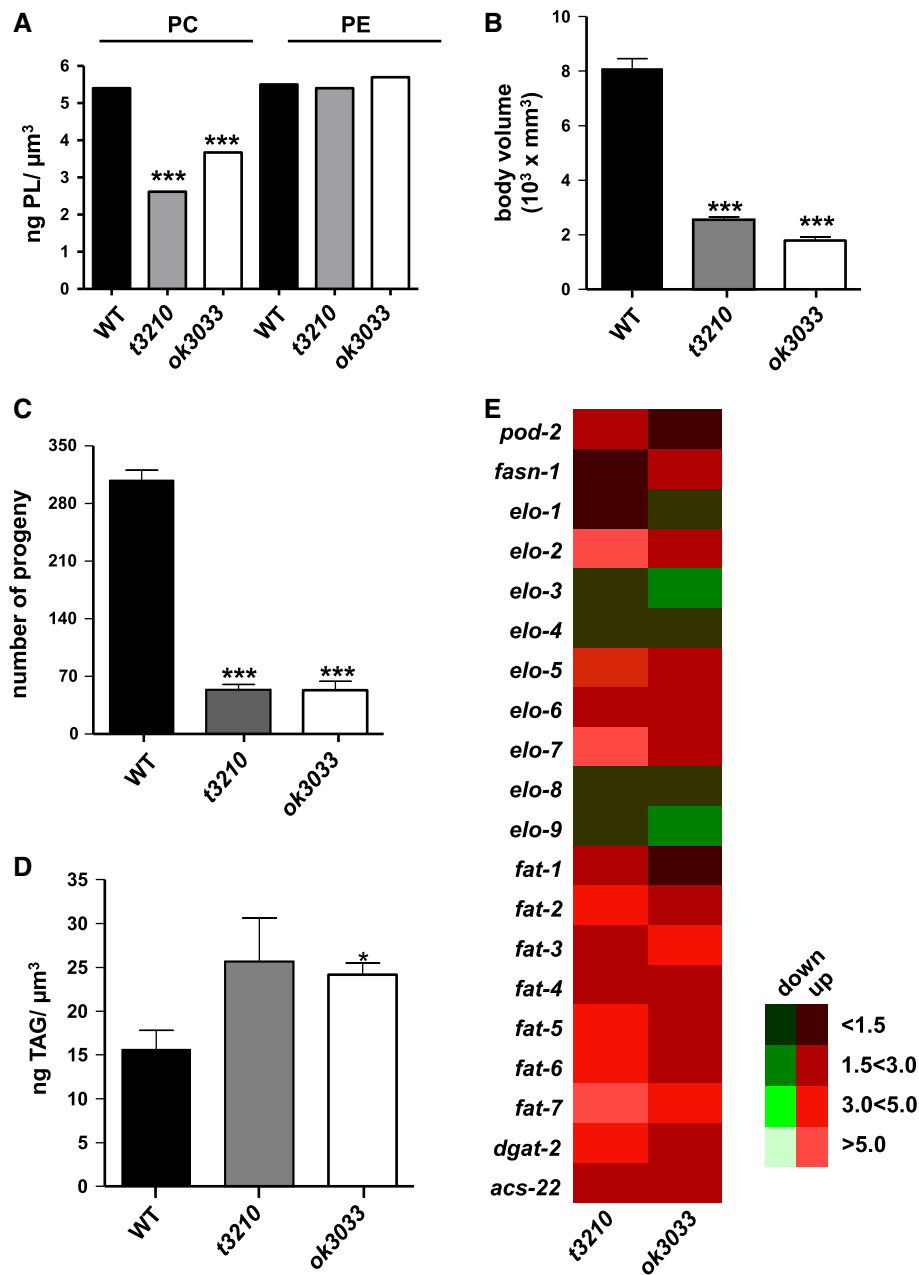 A
PC PE
6
5
4
3
2
1
0
ng PL/ µm³
***
***
WT t3210 ok3033 WT t3210 ok3033
B
10
8
6
4
2
0
body volume
(10³ x mm³)
***
***
WT t3210 ok3033
C
350
280
210
140
70
0
number of progeny
***
***
WT t3210 ok3033
D
35
30
25
20
15
10
5
0
ng TAG/ µm³
*
WT t3210 ok3033
E
pod-2
fasn-1
elo-1
elo-2
elo-3
elo-4
elo-5
elo-6
elo-7
elo-8
elo-9
fat-1
fat-2
fat-3
fat-4
fat-5
fat-6
fat-7
dgat-2
acs-22
t3210 ok3033
down up
<1.5
1.5<3.0
3.0<5.0
>5.0